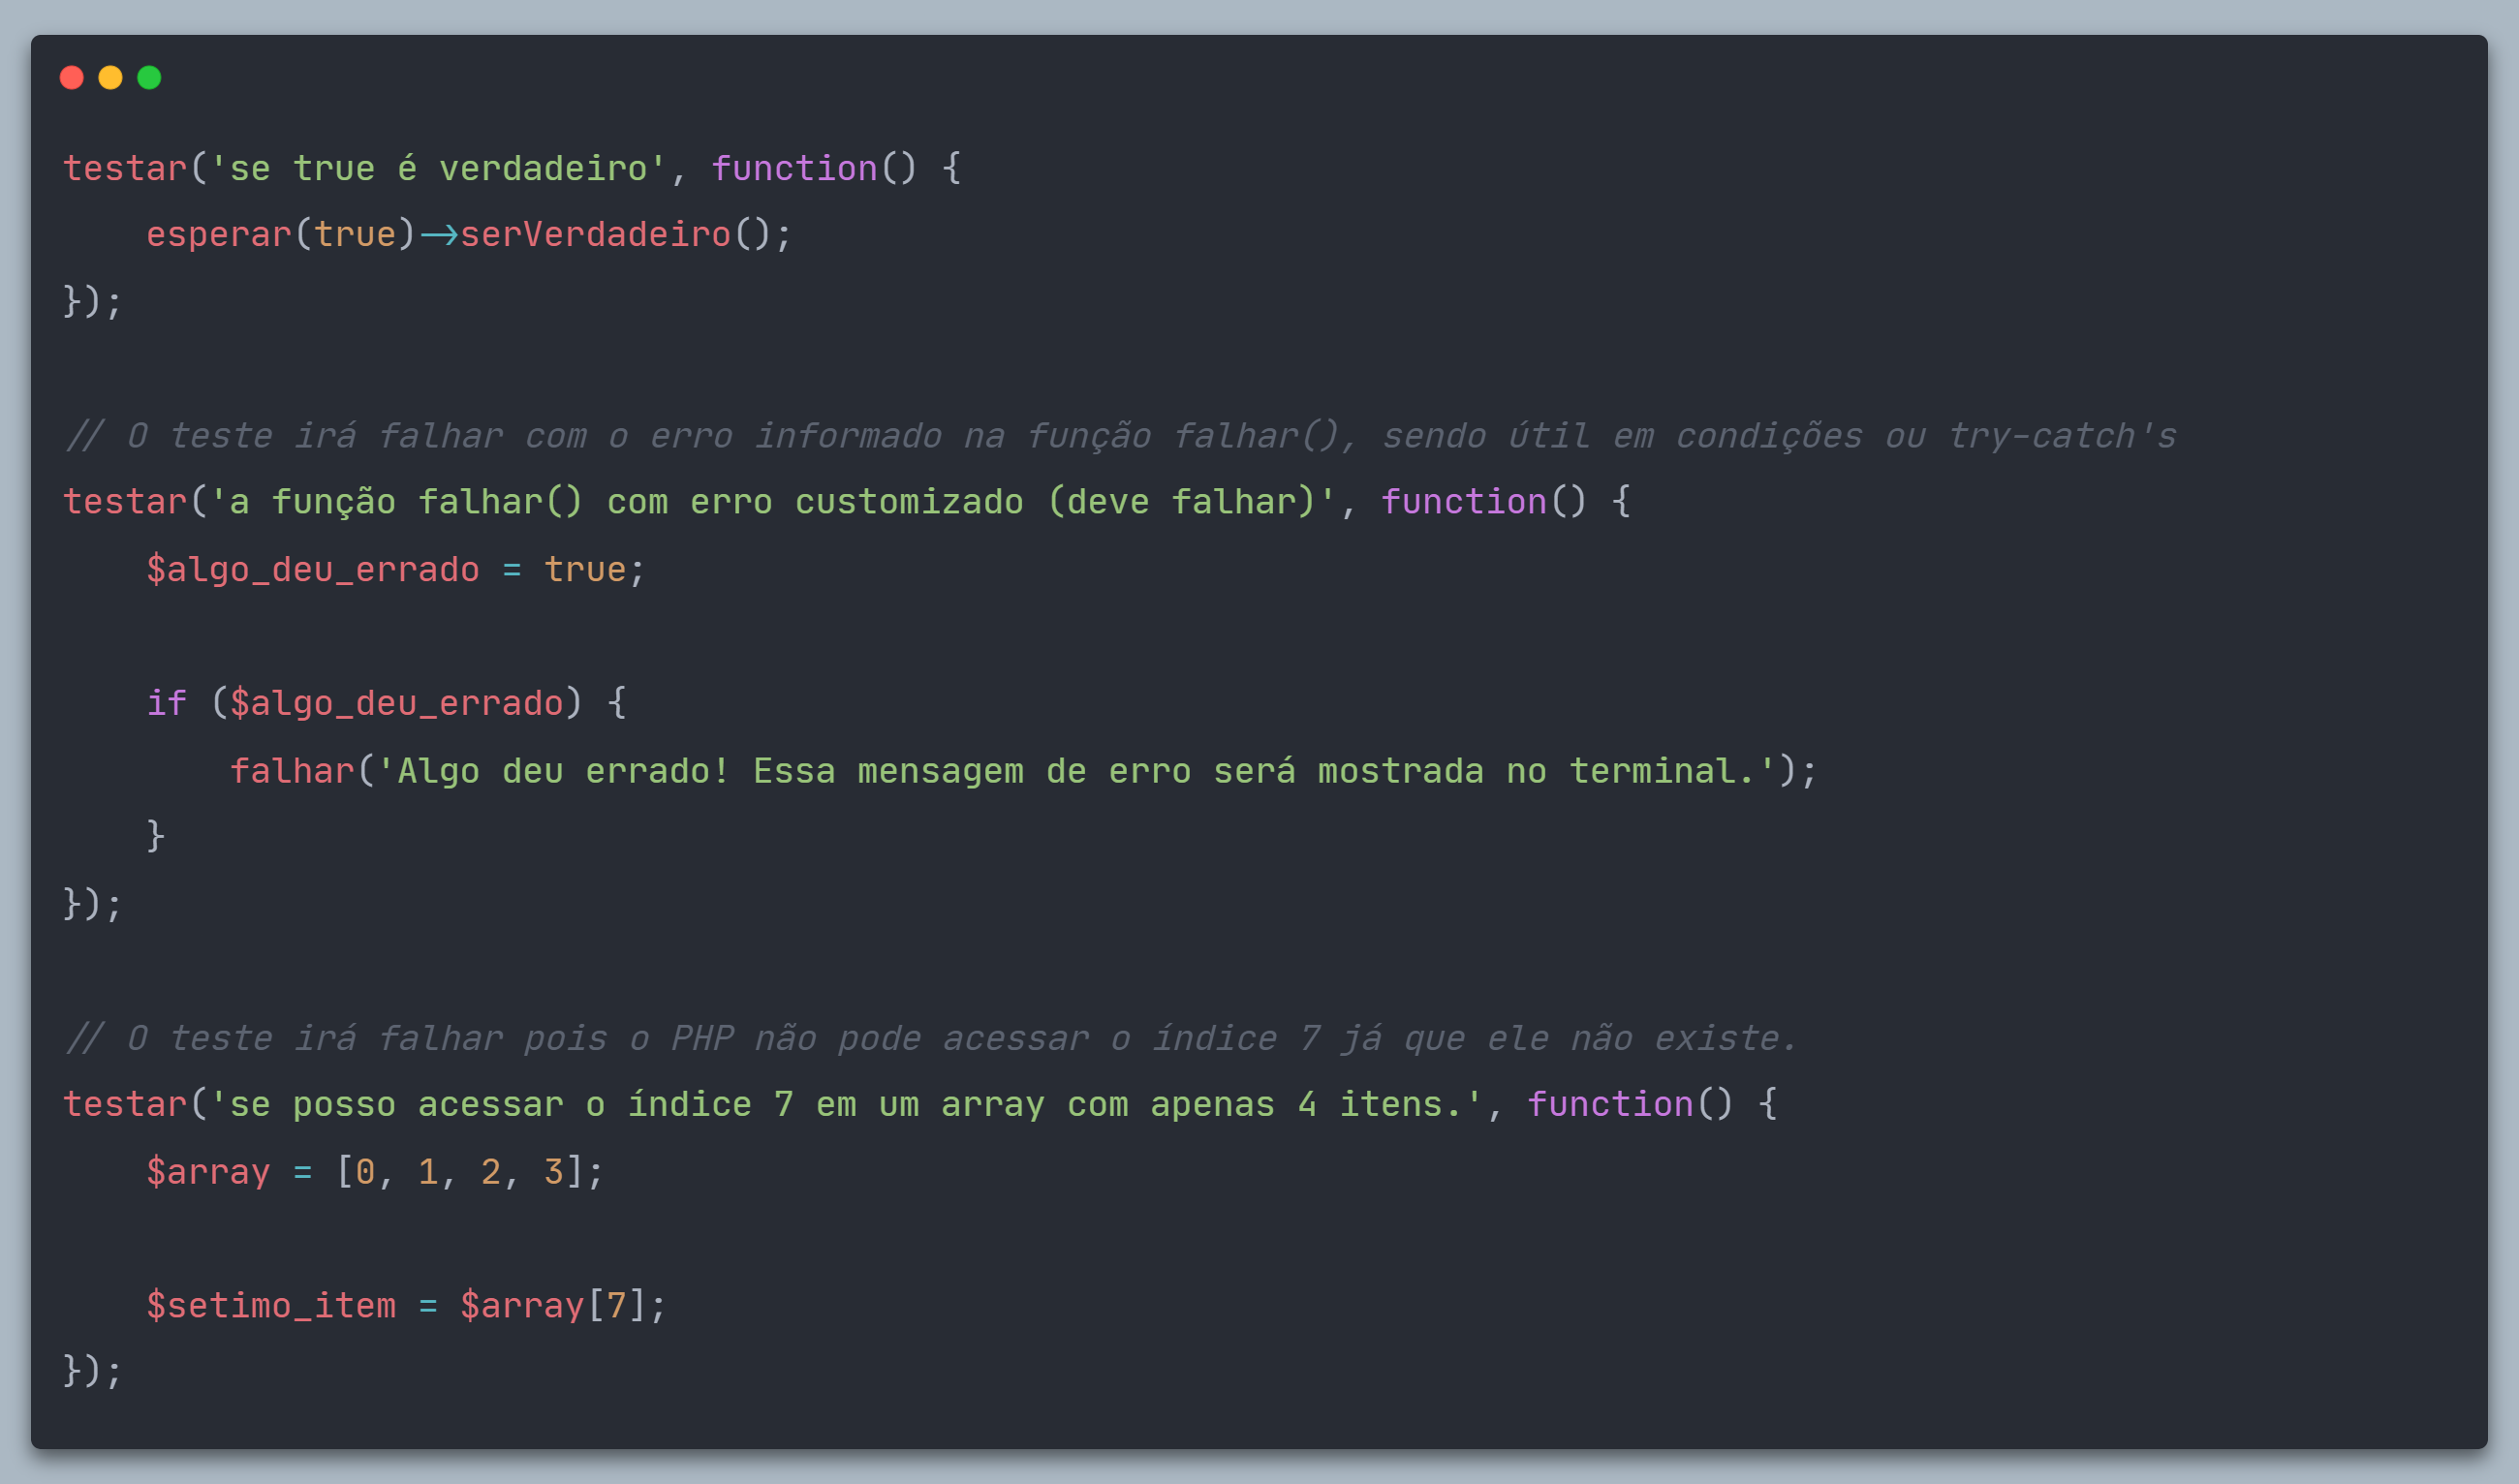 testar('se true é verdadeiro', function() {
    esperar(true)->serVerdadeiro();
});

// O teste irá falhar com o erro informado na função falhar(), sendo útil em condições ou try-catch's
testar('a função falhar() com erro customizado (deve falhar)', function() {
    $algo_deu_errado = true;

    if ($algo_deu_errado) {
        falhar('Algo deu errado! Essa mensagem de erro será mostrada no terminal.');
    }
});

// O teste irá falhar pois o PHP não pode acessar o índice 7 já que ele não existe.
testar('se posso acessar o índice 7 em um array com apenas 4 itens.', function() {
    $array = [0, 1, 2, 3];

    $setimo_item = $array[7];
});